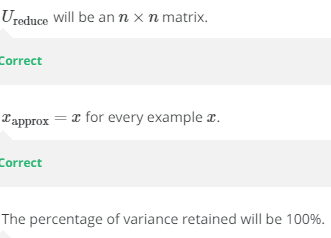 U_reduce will be an n × n matrix.
Correct
x_approx = x for every example x.
Correct
The percentage of variance retained will be 100%.